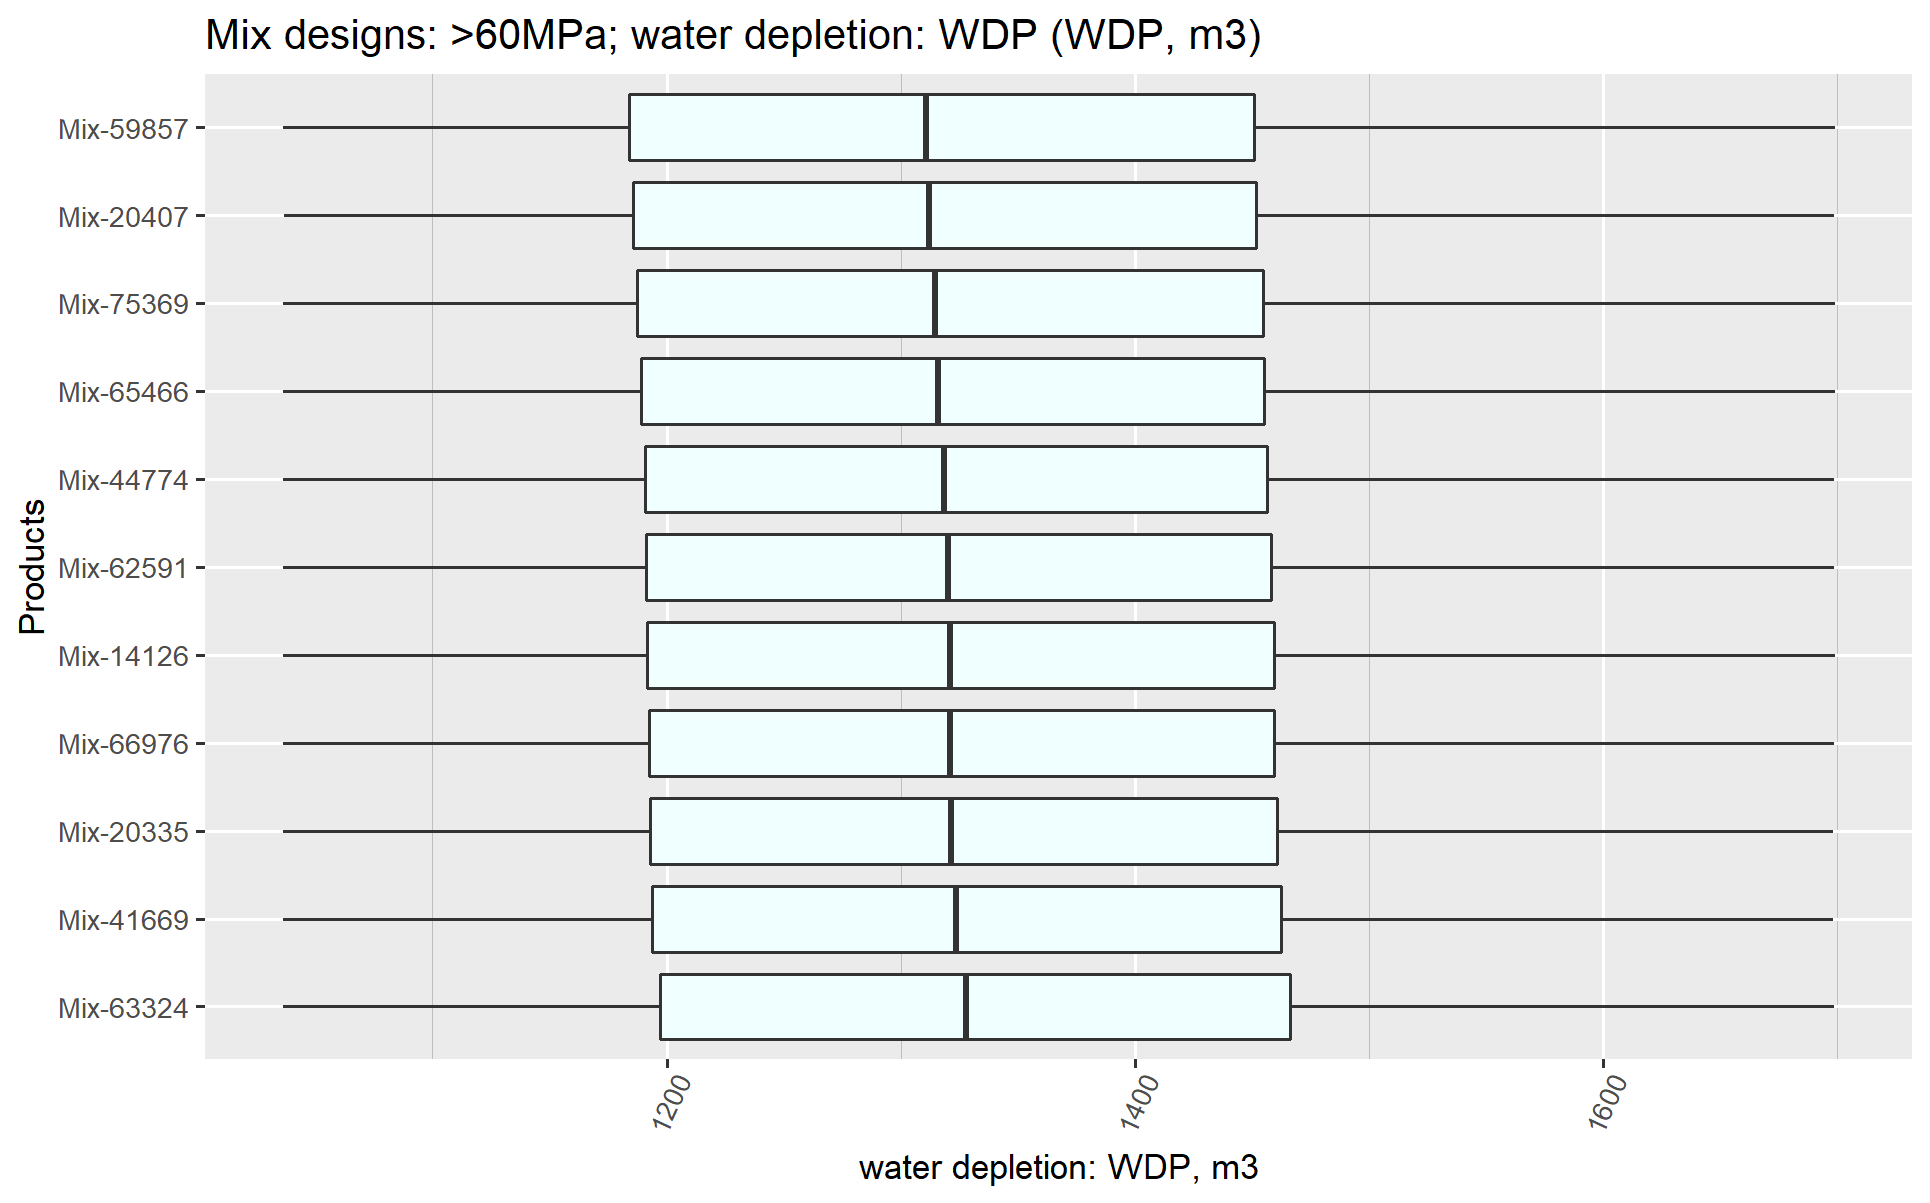 Mix designs: >60MPa; water depletion: WDP (WDP, m3)
Products
Mix-59857
Mix-20407
Mix-75369
Mix-65466
Mix-44774
Mix-62591
Mix-14126
Mix-66976
Mix-20335
Mix-41669
Mix-63324
1200
1400
1600
water depletion: WDP, m3